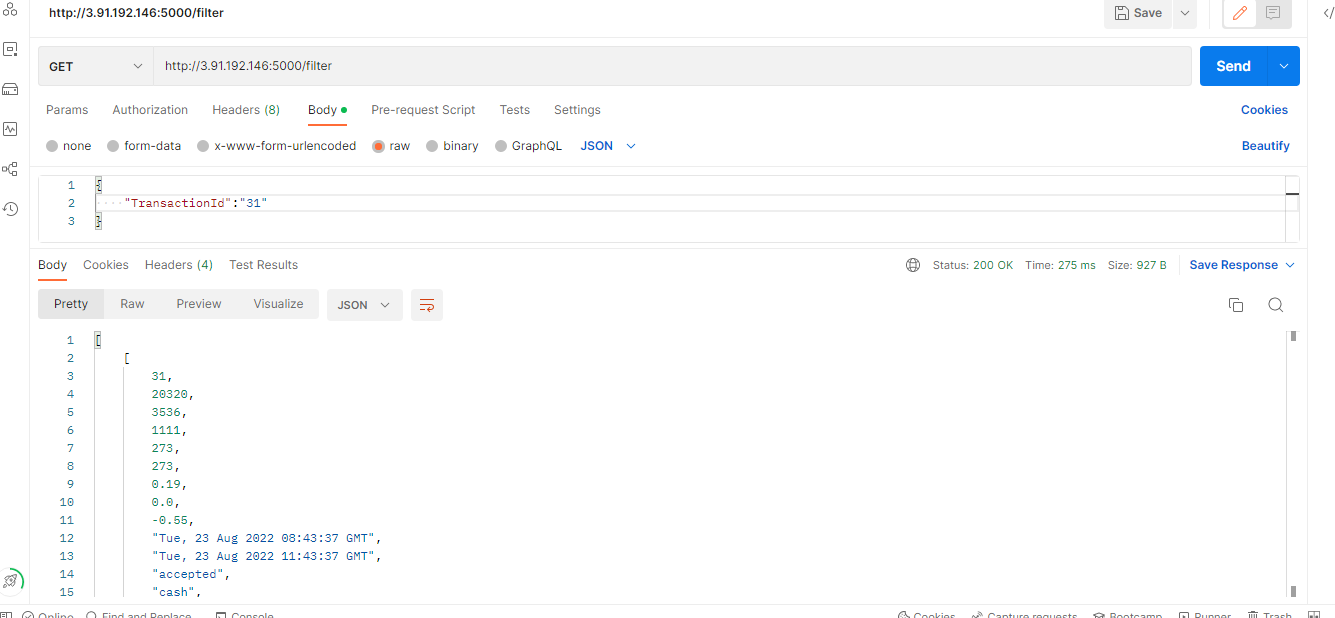 http://3.91.192.146:5000/filter
Save
GET http://3.91.192.146:5000/filter Send
Params Authorization Headers (8) Body Pre-request Script Tests Settings Cookies
none form-data x-www-form-urlencoded raw binary GraphQL JSON Beautify
1 {
2 "TransactionId":"31"
3 }
Body Cookies Headers (4) Test Results Status: 200 OK Time: 275 ms Size: 927 B Save Response
Pretty Raw Preview Visualize JSON
1 [
2 [
3 31,
4 20320,
5 3536,
6 1111,
7 273,
8 273,
9 0.19,
10 0.0,
11 -0.55,
12 "Tue, 23 Aug 2022 08:43:37 GMT",
13 "Tue, 23 Aug 2022 11:43:37 GMT",
14 "accepted",
15 "cash",
Online Find and Replace Console Cookies Capture requests Bootcamp Runner Trash